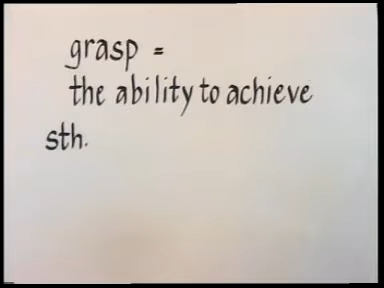 grasp =
the ability to achieve
sth.